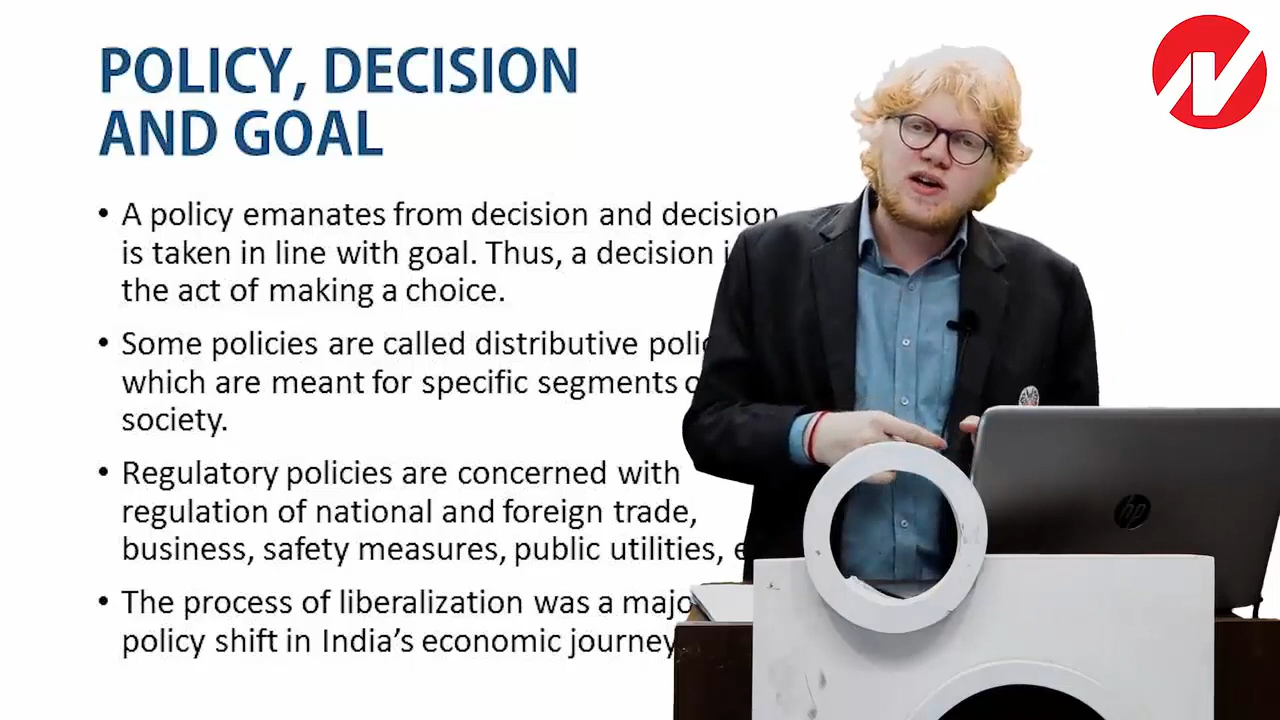 POLICY, DECISION
AND GOAL
• A policy emanates from decision and decision
is taken in line with goal. Thus, a decision i
the act of making a choice.
• Some policies are called distributive polic
which are meant for specific segments o
society.
• Regulatory policies are concerned with
regulation of national and foreign trade,
business, safety measures, public utilities, e
• The process of liberalization was a majo
policy shift in India's economic journey
hp